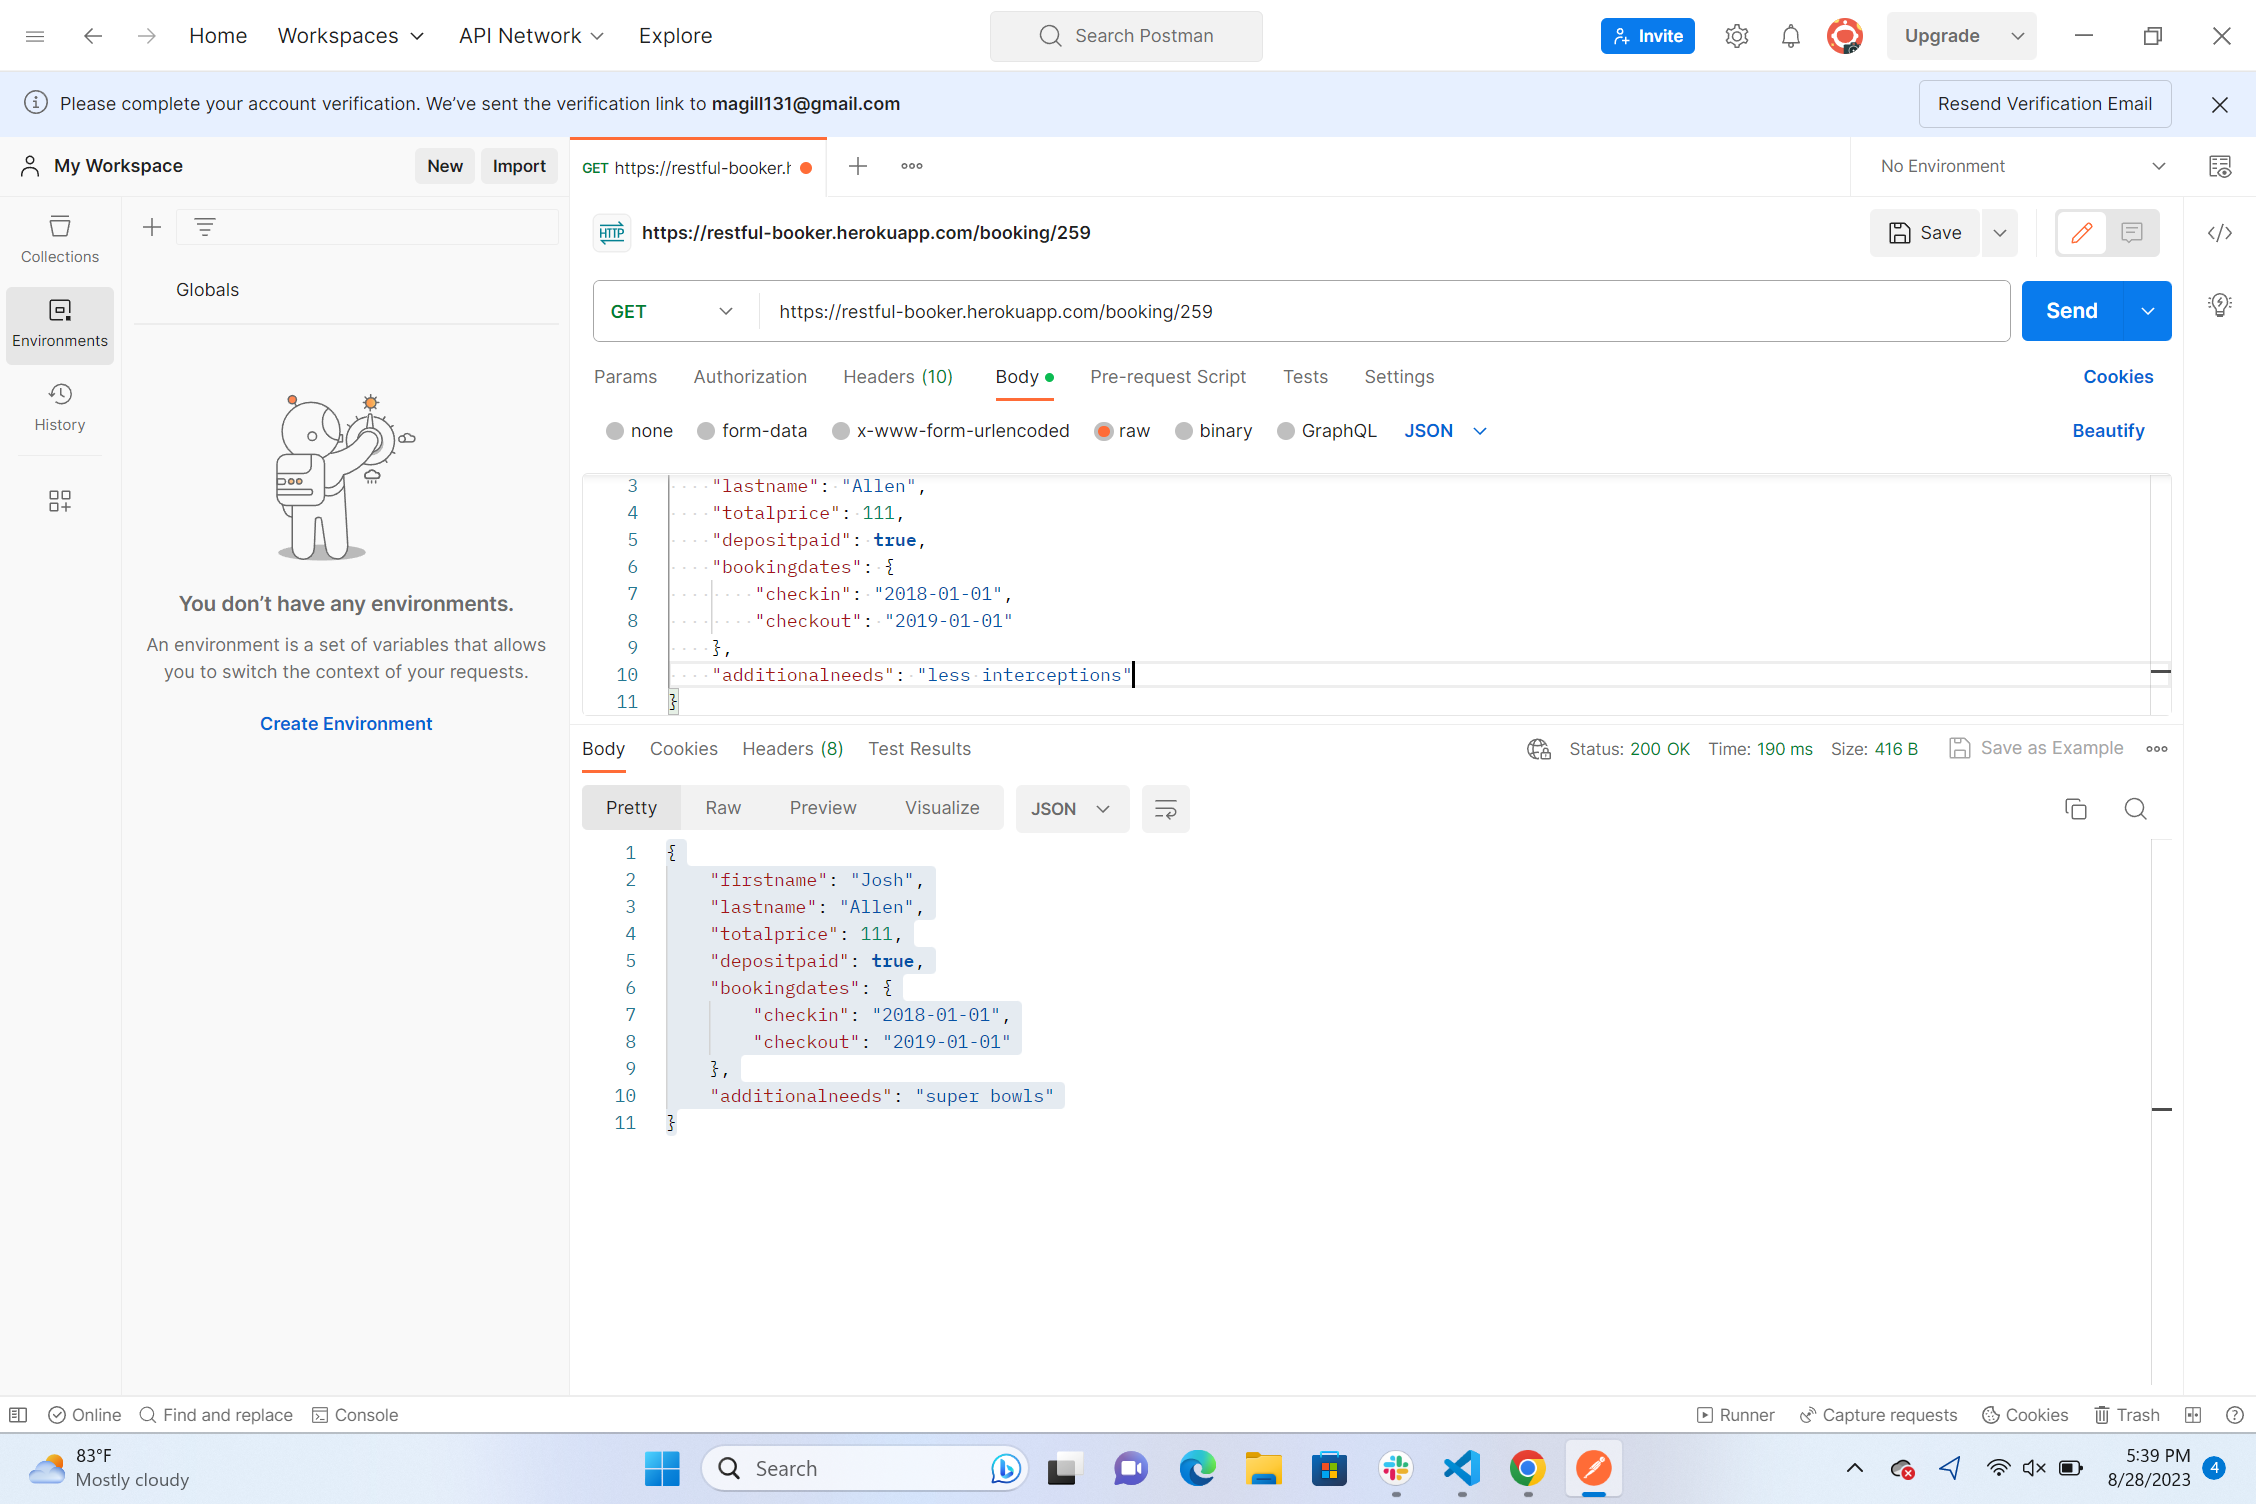 Home Workspaces API Network Explore Search Postman Invite Upgrade
Please complete your account verification. We've sent the verification link to magill131@gmail.com Resend Verification Email
My Workspace New Import GET https://restful-booker.h No Environment
HTTP https://restful-booker.herokuapp.com/booking/259 Save
Collections
Environments
History
Globals
You don't have any environments.
An environment is a set of variables that allows
you to switch the context of your requests.
Create Environment
GET https://restful-booker.herokuapp.com/booking/259 Send
Params Authorization Headers (10) Body Pre-request Script Tests Settings Cookies
none form-data x-www-form-urlencoded raw binary GraphQL JSON Beautify
3 "lastname": "Allen",
4 "totalprice": 111,
5 "depositpaid": true,
6 "bookingdates": {
7 "checkin": "2018-01-01",
8 "checkout": "2019-01-01"
9 },
10 "additionalneeds": "less interceptions"
11 }
Body Cookies Headers (8) Test Results Status: 200 OK Time: 190 ms Size: 416 B Save as Example
Pretty Raw Preview Visualize JSON
1 {
2 "firstname": "Josh",
3 "lastname": "Allen",
4 "totalprice": 111,
5 "depositpaid": true,
6 "bookingdates": {
7 "checkin": "2018-01-01",
8 "checkout": "2019-01-01"
9 },
10 "additionalneeds": "super bowls"
11 }
Online Find and replace Console Runner Capture requests Cookies Trash
83°F
Mostly cloudy
Search
5:39 PM
8/28/2023
4